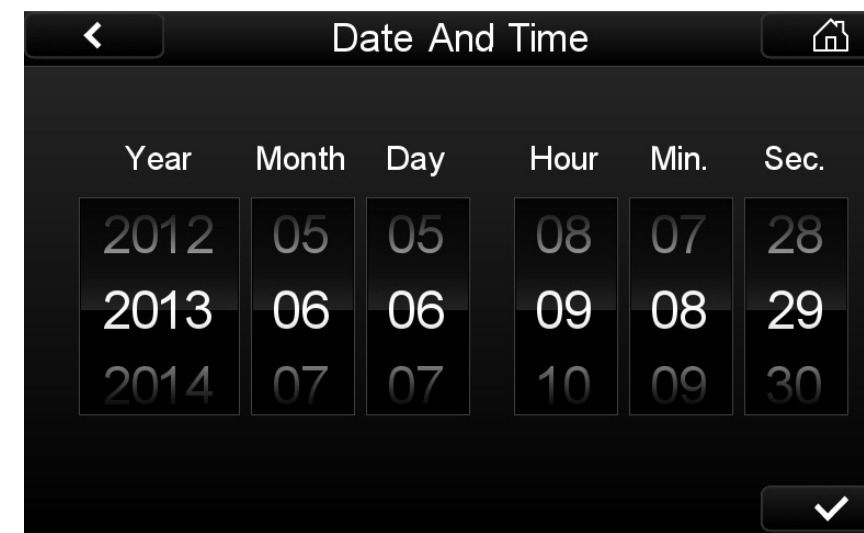 Date And Time
Year Month Day Hour Min. Sec.
2012 05 05 08 07 28
2013 06 06 09 08 29
2014 07 07 10 09 30